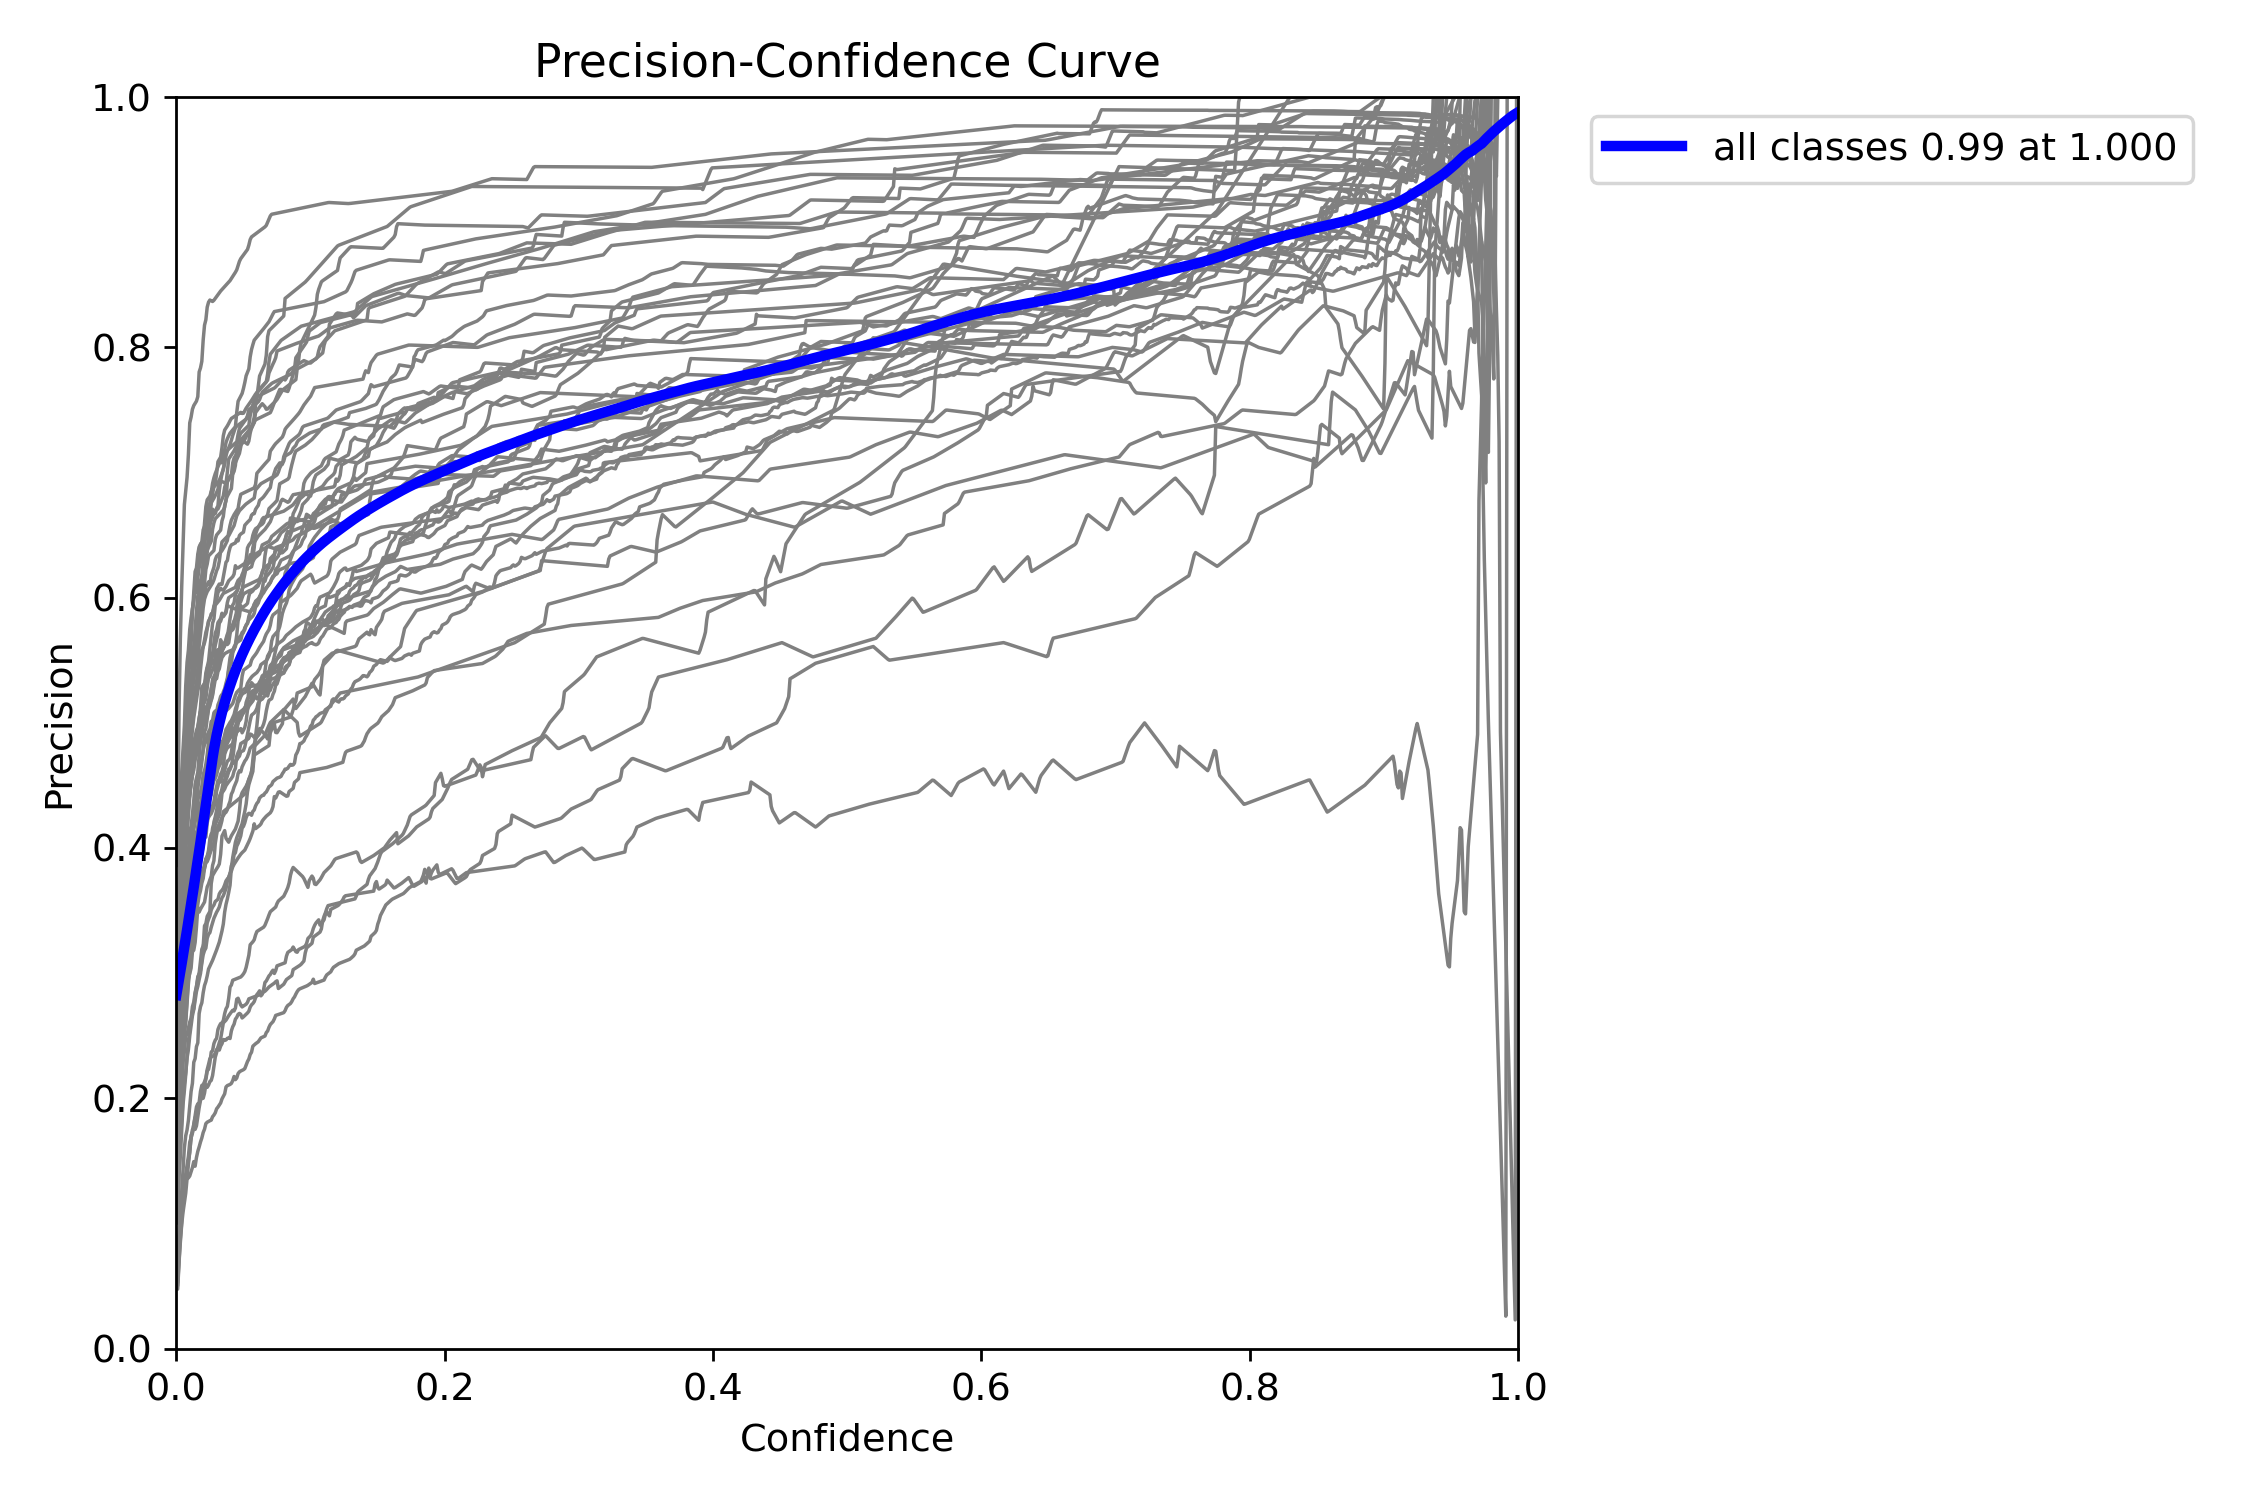 Precision-Confidence Curve
all classes 0.99 at 1.000
Precision
1.0
0.8
0.6
0.4
0.2
0.0
0.0 0.2 0.4 0.6 0.8 1.0
Confidence